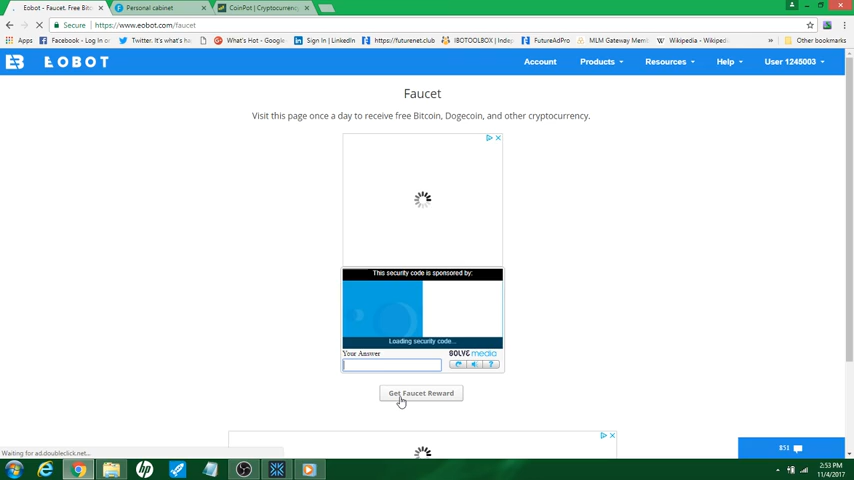 Eobot - Faucet. Free Bitc
Personal cabinet
CoinPot | Cryptocurrency
Secure
https://www.eobot.com/faucet
Apps
Facebook - Log In or
Twitter. It's what's ha
What's Hot - Google
Sign In | LinkedIn
https://futurenet.club
IBOTOOLBOX | Indep
FutureAdPro
MLM Gateway Memb
Wikipedia - Wikipedi
»
Other bookmarks
EOBOT
Account
Products
Resources
Help
User 1245003
Faucet
Visit this page once a day to receive free Bitcoin, Dogecoin, and other cryptocurrency.
This security code is sponsored by:
Loading security code...
Your Answer
SOLVE media
?
Get Faucet Reward
Waiting for ad.doubleclick.net...
851
hp
2:53 PM
11/4/2017